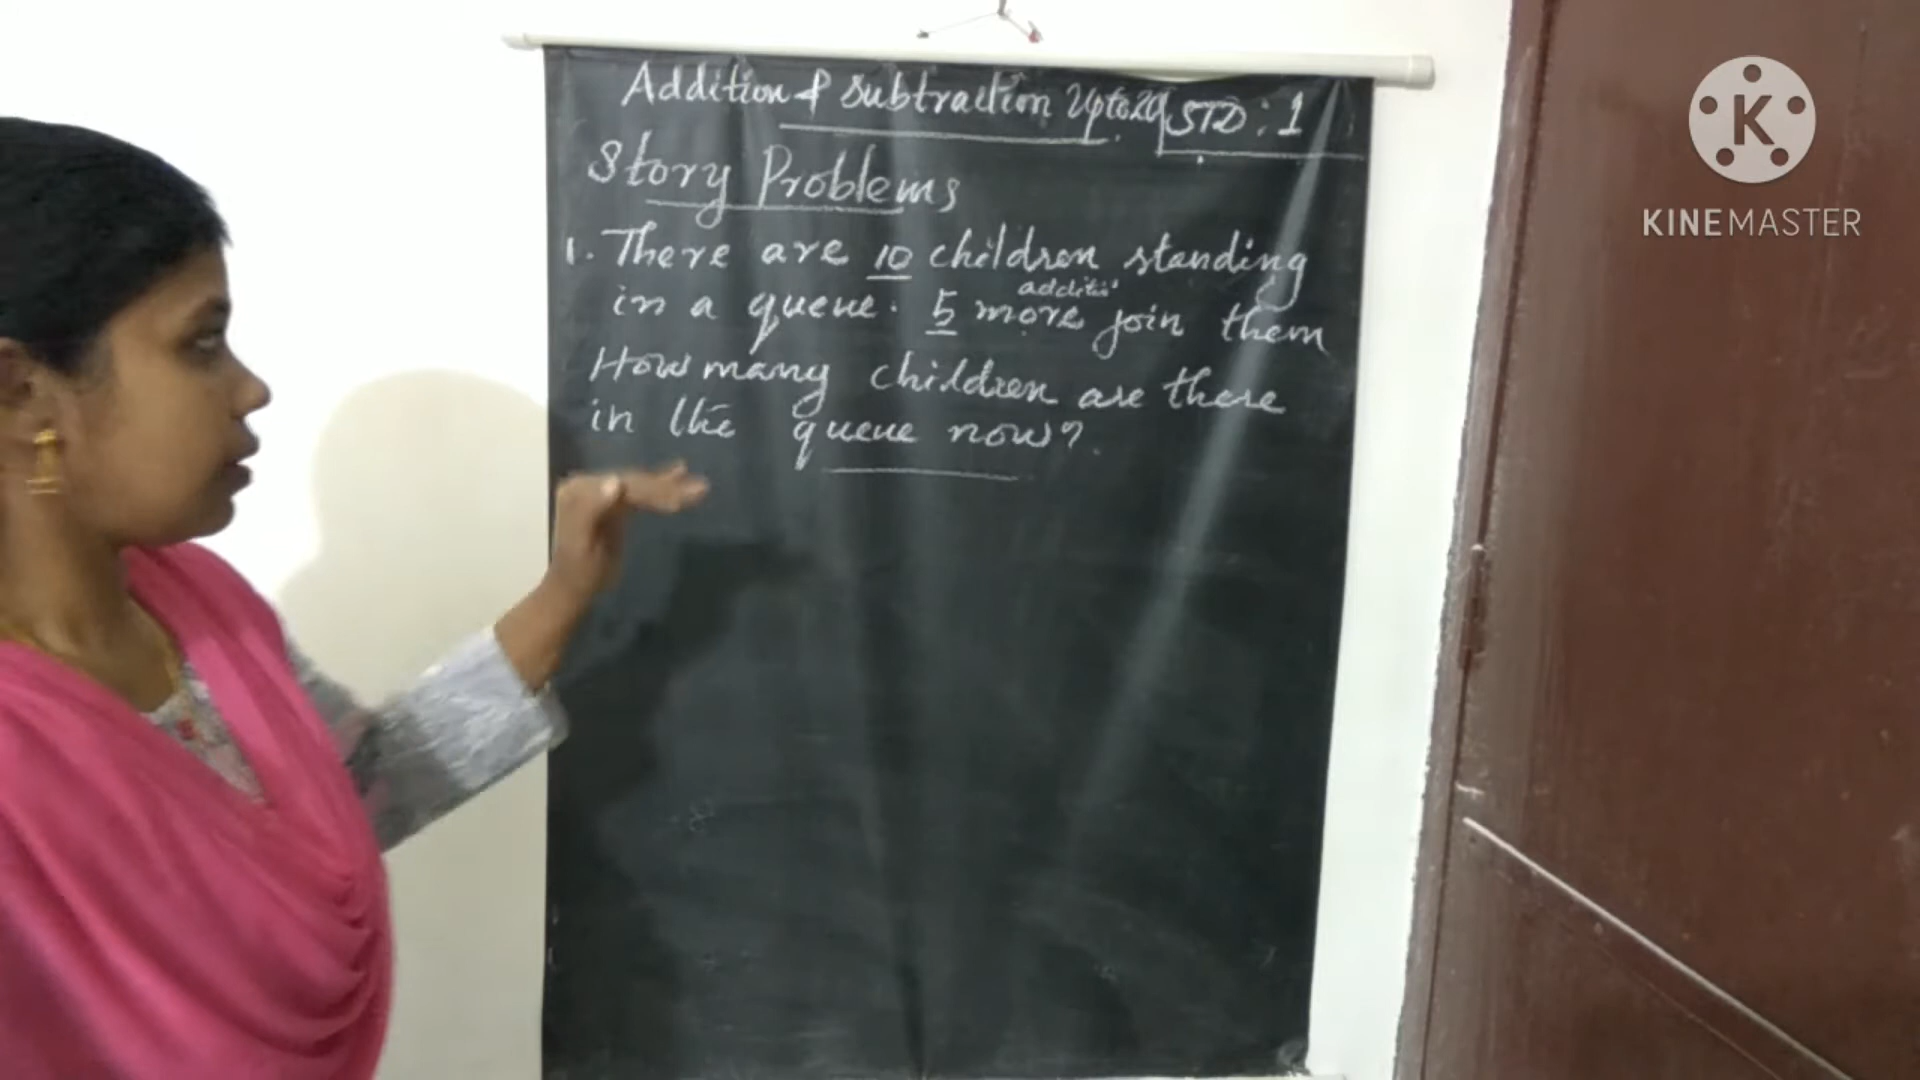 Addition & Subtraction Upto 20
STD : 1
Story Problems
1. There are 10 children standing
additi
in a queue. 5 more join them
How many children are there
in the queue now?
K
KINEMASTER